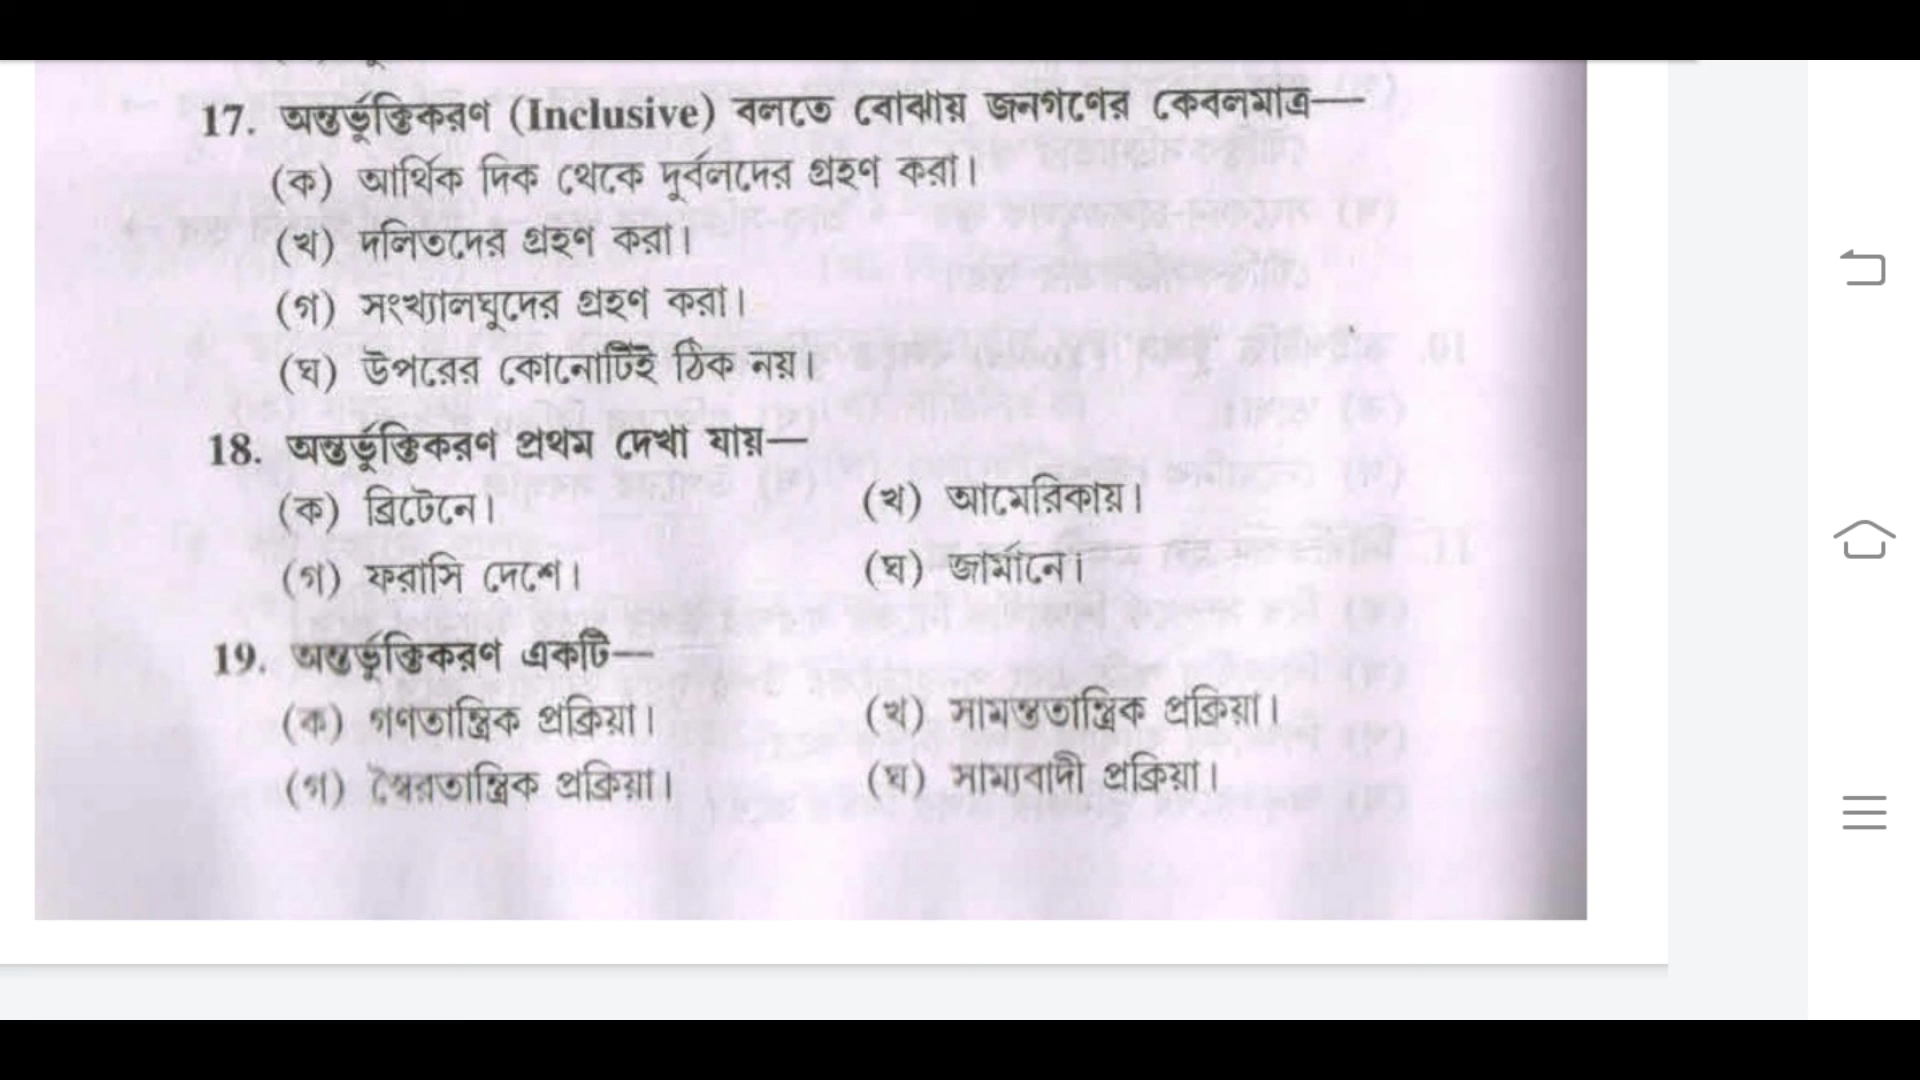 17. অন্তর্ভুক্তিকরণ (Inclusive) বলতে বোঝায় জনগণের কেবলমাত্র—
(ক) আর্থিক দিক থেকে দুর্বলদের গ্রহণ করা।
(খ) দলিতদের গ্রহণ করা।
(গ) সংখ্যালঘুদের গ্রহণ করা।
(ঘ) উপরের কোনোটিই ঠিক নয়।
18. অন্তর্ভুক্তিকরণ প্রথম দেখা যায়—
(ক) ব্রিটেনে। (খ) আমেরিকায়।
(গ) ফরাসি দেশে। (ঘ) জার্মানে।
19. অন্তর্ভুক্তিকরণ একটি—
(ক) গণতান্ত্রিক প্রক্রিয়া। (খ) সামন্ততান্ত্রিক প্রক্রিয়া।
(গ) স্বৈরতান্ত্রিক প্রক্রিয়া। (ঘ) সাম্যবাদী প্রক্রিয়া।